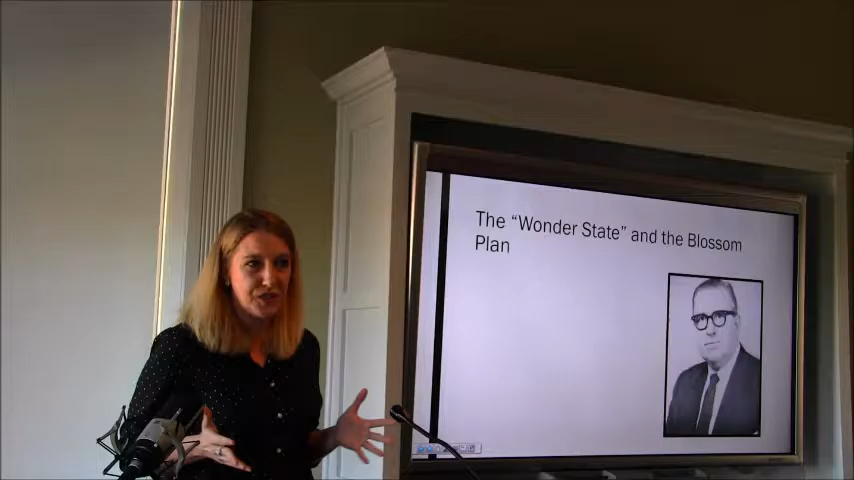 The “Wonder State” and the Blossom
Plan